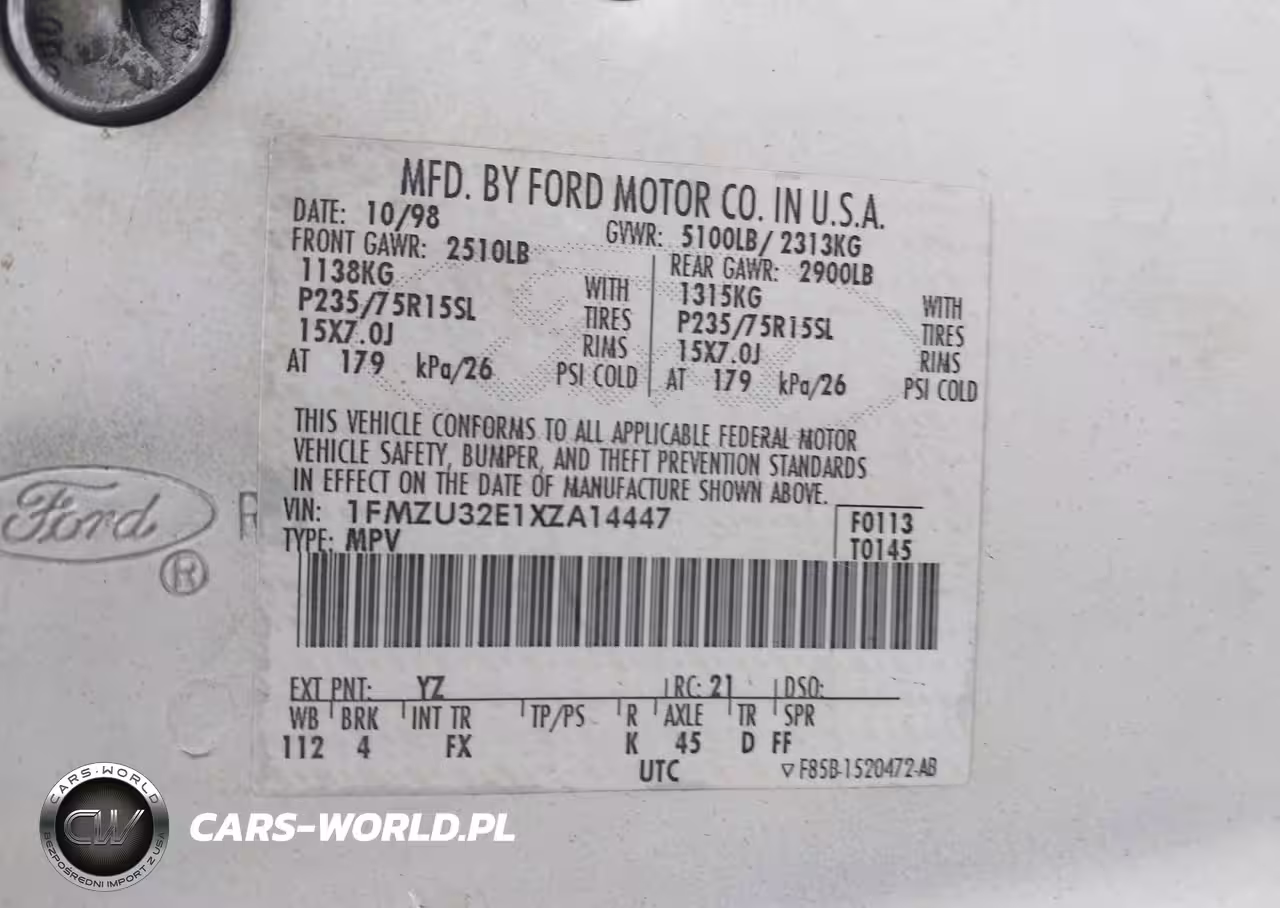 MFD. BY FORD MOTOR CO. IN U.S.A.
DATE: 10/98 GVWR: 5100LB/ 2313KG
FRONT GAWR: 2510LB REAR GAWR: 2900LB
1138KG WITH 1315KG WITH
P235/75R15SL TIRES P235/75R15SL TIRES
15X7.0J RIMS 15X7.0J RIMS
AT 179 kPa/26 PSI COLD AT 179 kPa/26 PSI COLD
THIS VEHICLE CONFORMS TO ALL APPLICABLE FEDERAL MOTOR
VEHICLE SAFETY, BUMPER, AND THEFT PREVENTION STANDARDS
IN EFFECT ON THE DATE OF MANUFACTURE SHOWN ABOVE.
VIN: 1FMZU32E1XZA14447 F0113
TYPE: MPV T0145
Ford R
®
EXT PNT: YZ RC: 21 DSO:
WB BRK INT TR TP/PS R AXLE TR SPR
112 4 FX K 45 D FF
UTC ▽ F85B-1520472-AB
CARS-WORLD
CW
BEZPOŚREDNI IMPORT Z USA
CARS-WORLD.PL